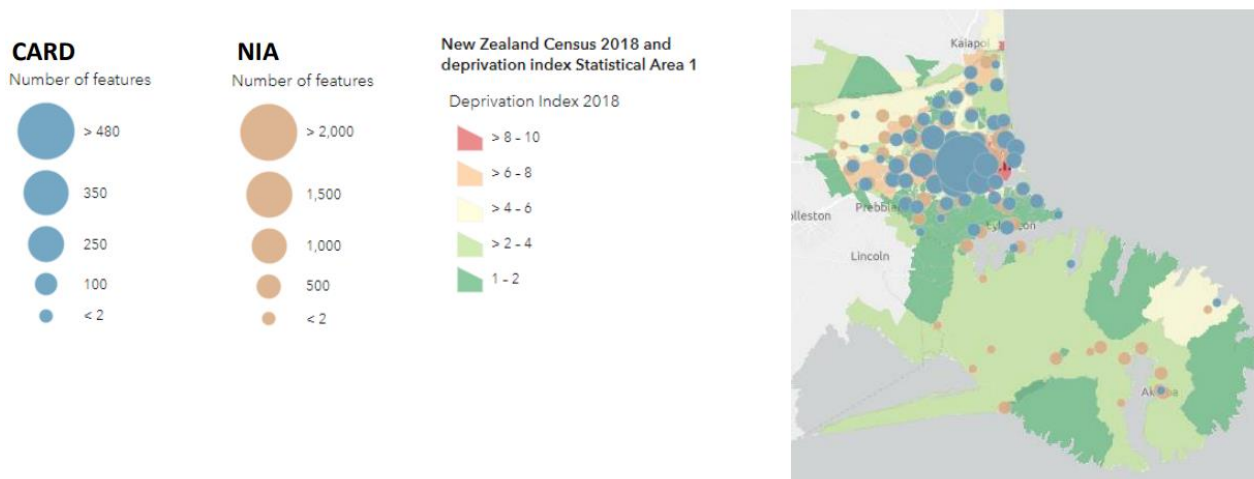 CARD
Number of features
> 480
350
250
100
< 2
NIA
Number of features
> 2,000
1,500
1,000
500
< 2
New Zealand Census 2018 and
deprivation index Statistical Area 1
Deprivation Index 2018
> 8 - 10
> 6 - 8
> 4 - 6
> 2 - 4
1 - 2
Kaiapoi
Lincoln